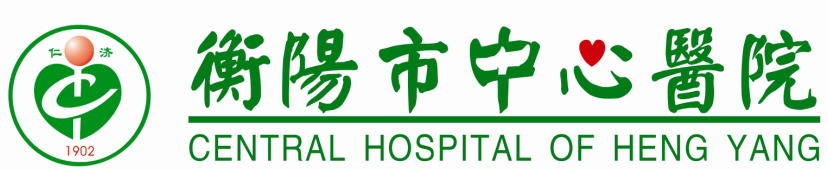 仁 济
1902
衡陽市中心醫院
CENTRAL HOSPITAL OF HENG YANG